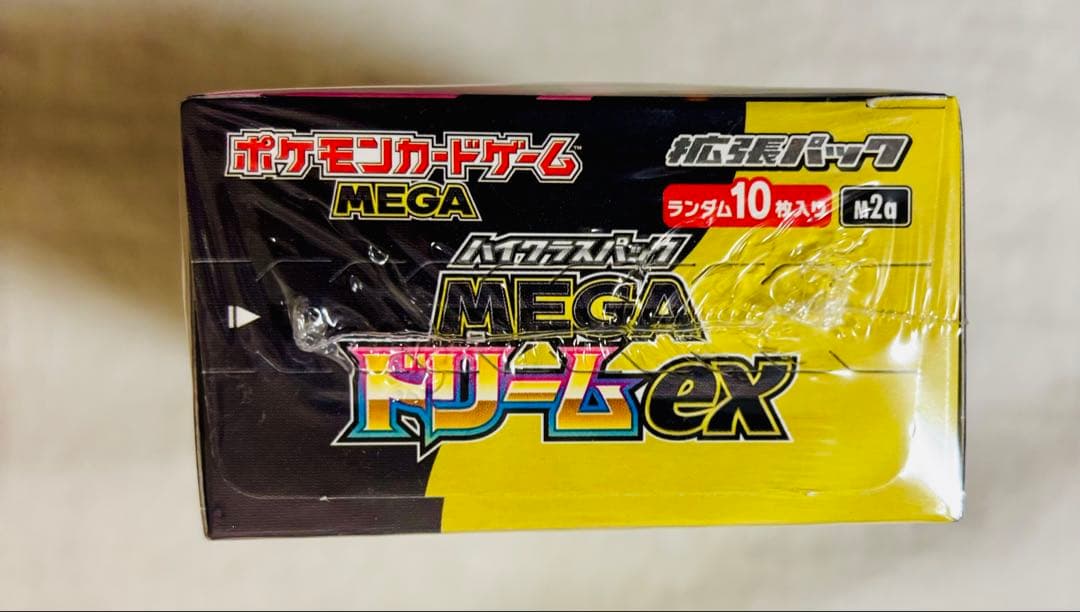 ポケモンカードゲーム™
MEGA
拡張パック
ランダム10枚入り
M2a
ハイクラスパック
MEGA
ドリームex